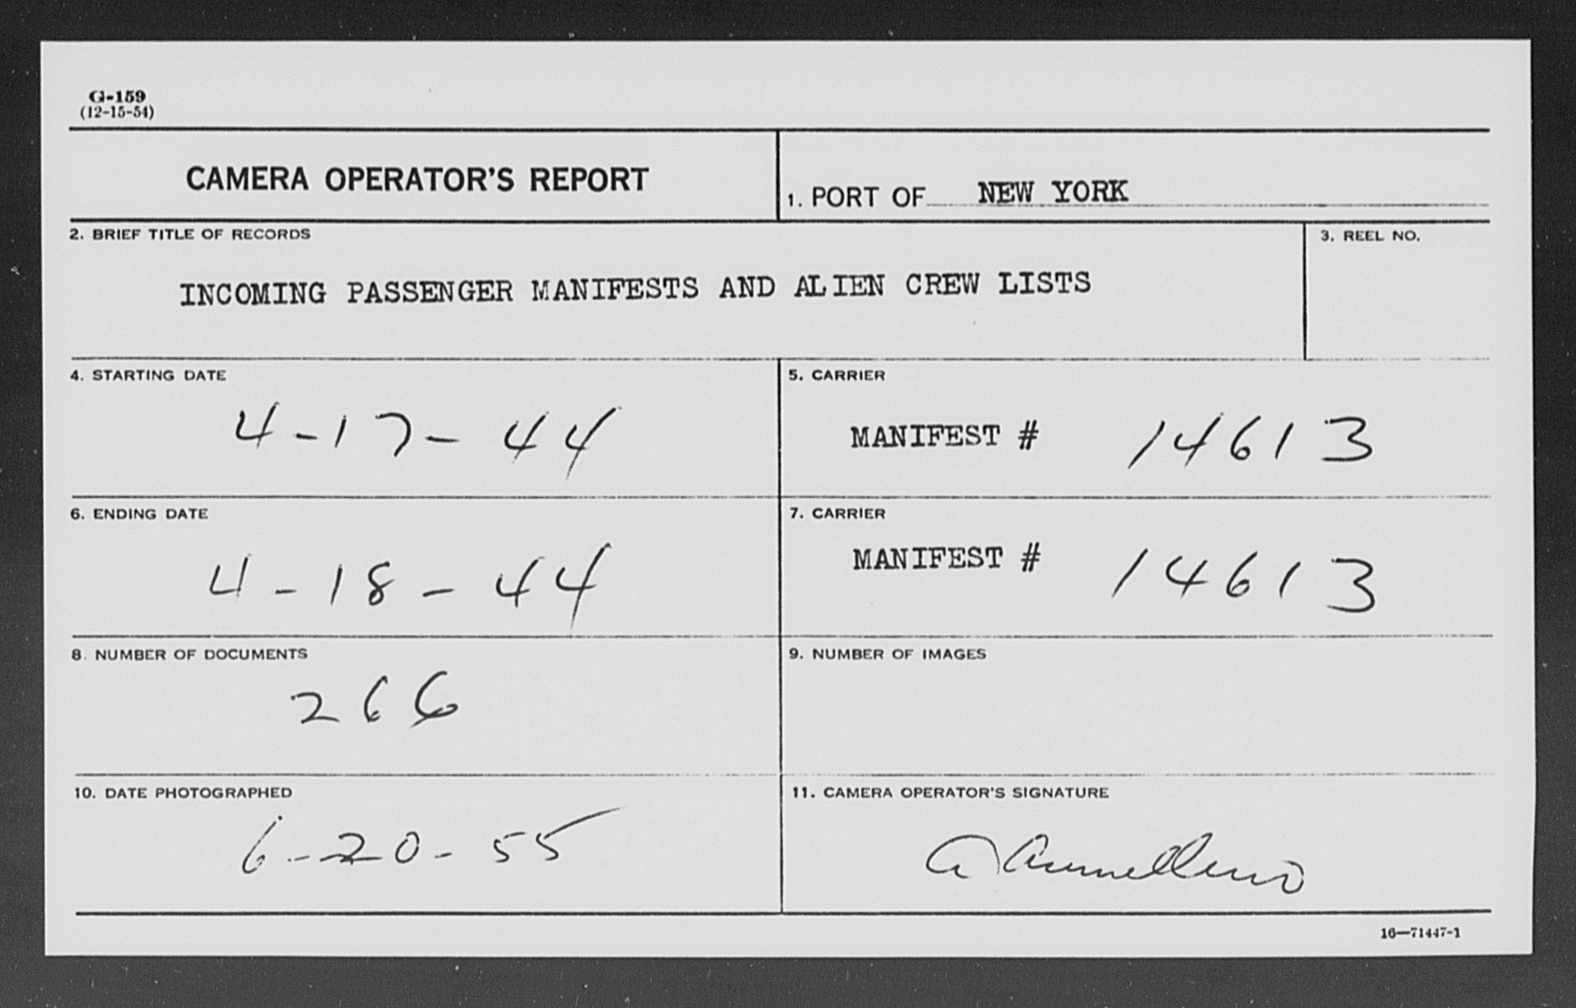 G-159
(12-15-54)
CAMERA OPERATOR'S REPORT
1. PORT OF NEW YORK
2. BRIEF TITLE OF RECORDS
INCOMING PASSENGER MANIFESTS AND ALIEN CREW LISTS
3. REEL NO.
4. STARTING DATE
4-17-44
5. CARRIER
MANIFEST # 14613
6. ENDING DATE
4-18-44
7. CARRIER
MANIFEST # 14613
8. NUMBER OF DOCUMENTS
266
9. NUMBER OF IMAGES
10. DATE PHOTOGRAPHED
6-20-55
11. CAMERA OPERATOR'S SIGNATURE
16—71447-1